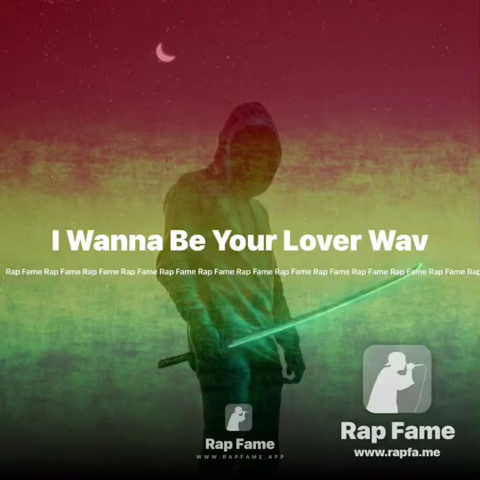 I Wanna Be Your Lover Wav
Rap Fame Rap Fame Rap Fame Rap Fame Rap Fame Rap Fame Rap Fame Rap Fame Rap Fame Rap Fame Rap Fame Rap Fame Rap
Rap Fame
WWW.RAPFAME.APP
Rap Fame
www.rapfa.me